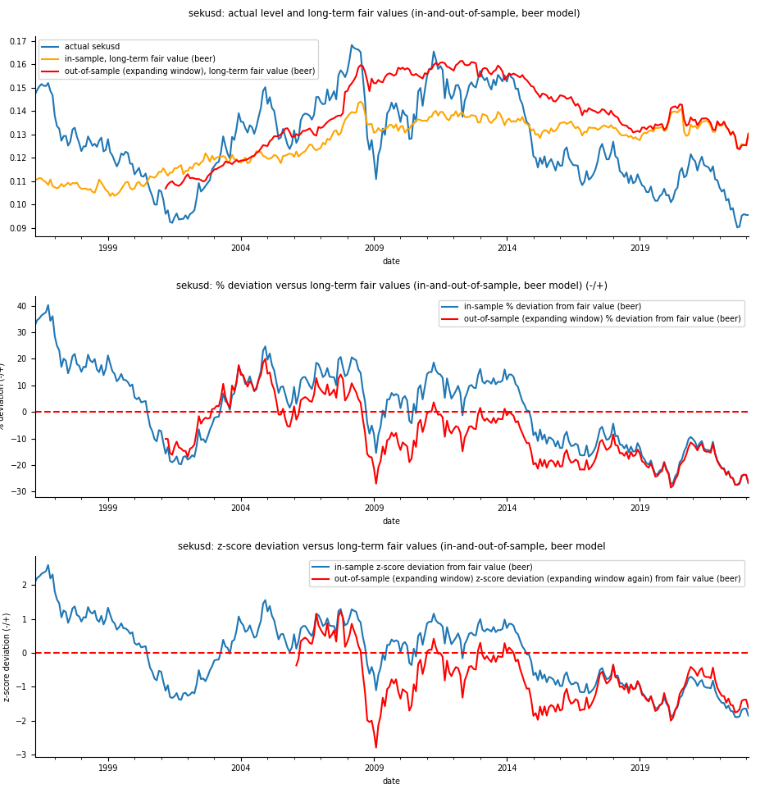 sekusd: actual level and long-term fair values (in-and-out-of-sample, beer model)
0.17
0.16
0.15
0.14
0.13
0.12
0.11
0.10
0.09
actual sekusd
in-sample, long-term fair value (beer)
out-of-sample (expanding window), long-term fair value (beer)
1999 2004 2009 2014 2019
date
sekusd: % deviation versus long-term fair values (in-and-out-of-sample, beer model) (-/+)
% deviation (-/+)
40
30
20
10
0
−10
−20
−30
in-sample % deviation from fair value (beer)
out-of-sample (expanding window) % deviation from fair value (beer)
1999 2004 2009 2014 2019
date
sekusd: z-score deviation versus long-term fair values (in-and-out-of-sample, beer model
z-score deviation (-/+)
2
1
0
−1
−2
−3
in-sample z-score deviation from fair value (beer)
out-of-sample (expanding window) z-score deviation (expanding window again) from fair value (beer)
1999 2004 2009 2014 2019
date